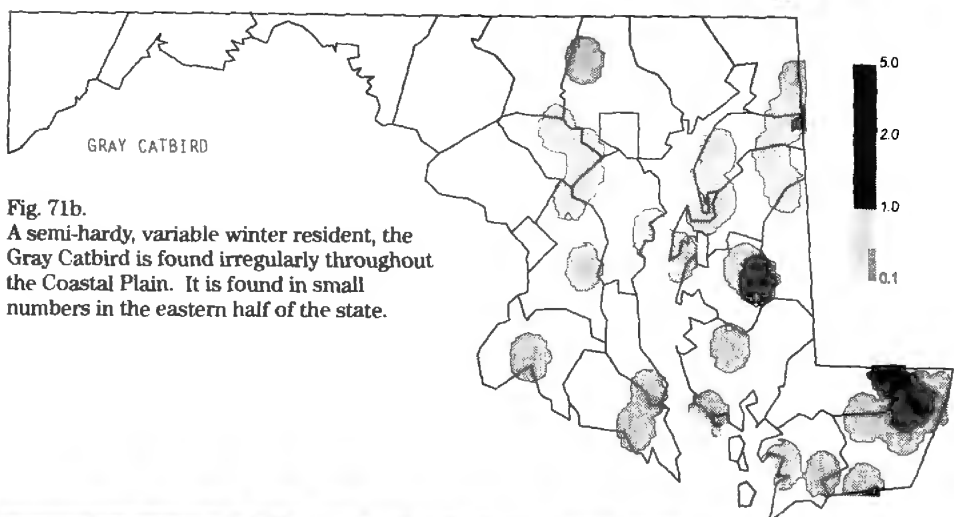 GRAY CATBIRD
Fig. 71b.
A semi-hardy, variable winter resident, the
Gray Catbird is found irregularly throughout
the Coastal Plain. It is found in small
numbers in the eastern half of the state.
5.0
2.0
1.0
0.1